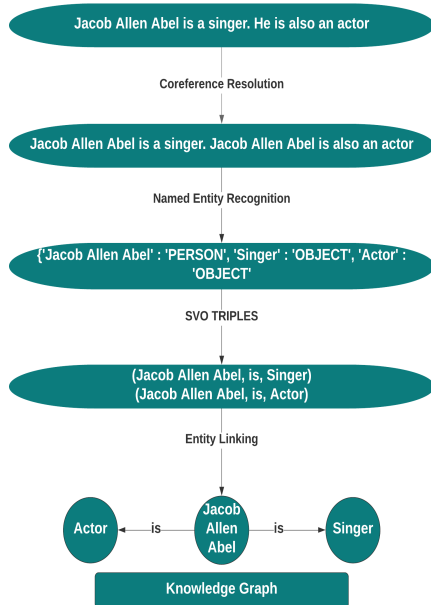 Jacob Allen Abel is a singer. He is also an actor
Coreference Resolution
Jacob Allen Abel is a singer. Jacob Allen Abel is also an actor
Named Entity Recognition
{'Jacob Allen Abel' : 'PERSON', 'Singer' : 'OBJECT', 'Actor' :
'OBJECT'
SVO TRIPLES
(Jacob Allen Abel, is, Singer)
(Jacob Allen Abel, is, Actor)
Entity Linking
Actor
is
Jacob
Allen
Abel
is
Singer
Knowledge Graph